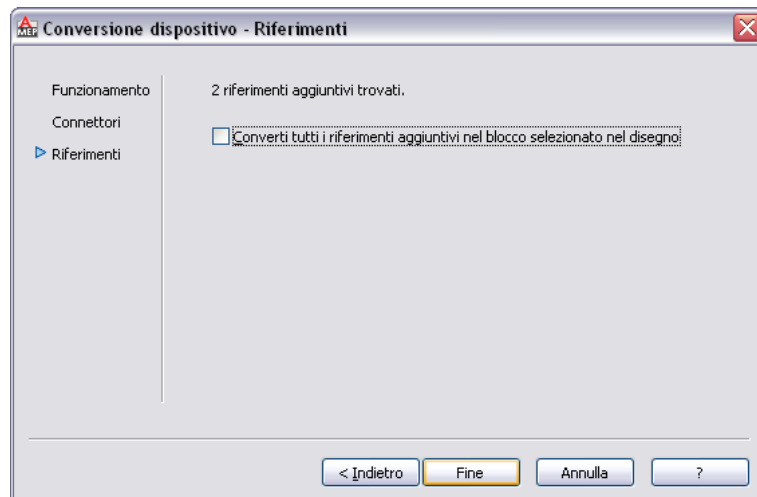 A
MEP
Conversione dispositivo - Riferimenti
Funzionamento
Connettori
Riferimenti
2 riferimenti aggiuntivi trovati.
Converti tutti i riferimenti aggiuntivi nel blocco selezionato nel disegno
< Indietro
Fine
Annulla
?